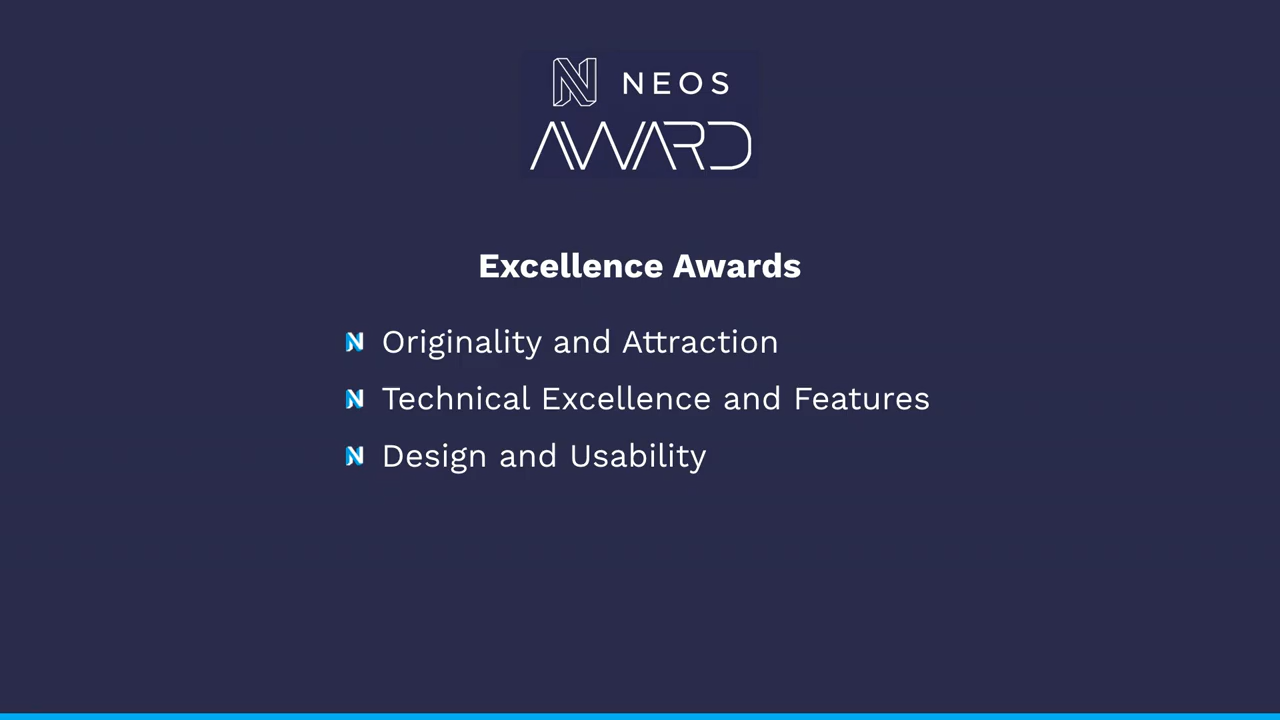 NEOS
AWARD
Excellence Awards
Originality and Attraction
Technical Excellence and Features
Design and Usability